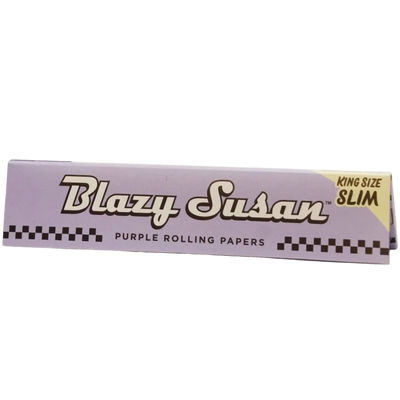 Blazy Susan™
PURPLE ROLLING PAPERS
KING SIZE
SLIM